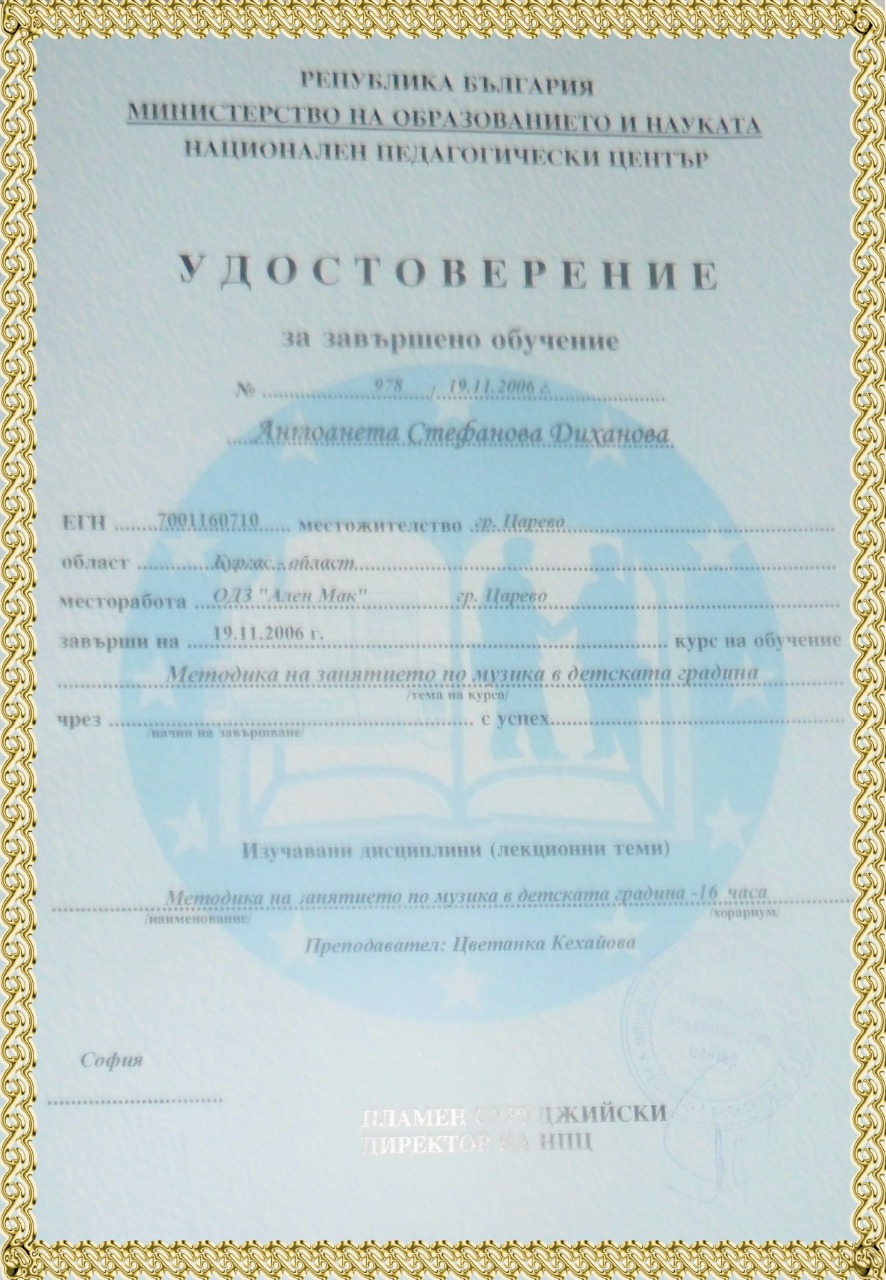 РЕПУБЛИКА БЪЛГАРИЯ
МИНИСТЕРСТВО НА ОБРАЗОВАНИЕТО И НАУКАТА
НАЦИОНАЛЕН ПЕДАГОГИЧЕСКИ ЦЕНТЪР
УДОСТОВЕРЕНИЕ
за завършено обучение
№ 978 / 19.11.2006 г.
Англоанета Стефанова Диханова
ЕГН 7001160710 местожителство гр. Царево
област Бургас - област
месторабота ОДЗ "Ален Мак" гр. Царево
завърши на 19.11.2006 г. курс на обучение
Методика на занятието по музика в детската градина
/тема на курса/
чрез с успех
/начин на завършване/
Изучавани дисциплини (лекционни теми)
Методика на занятието по музика в детската градина -16 часа
/наименование/ /хорариум/
Преподавател: Цветанка Кехайова
София
ПЛАМЕН
ДИРЕКТОР НА НПЦ